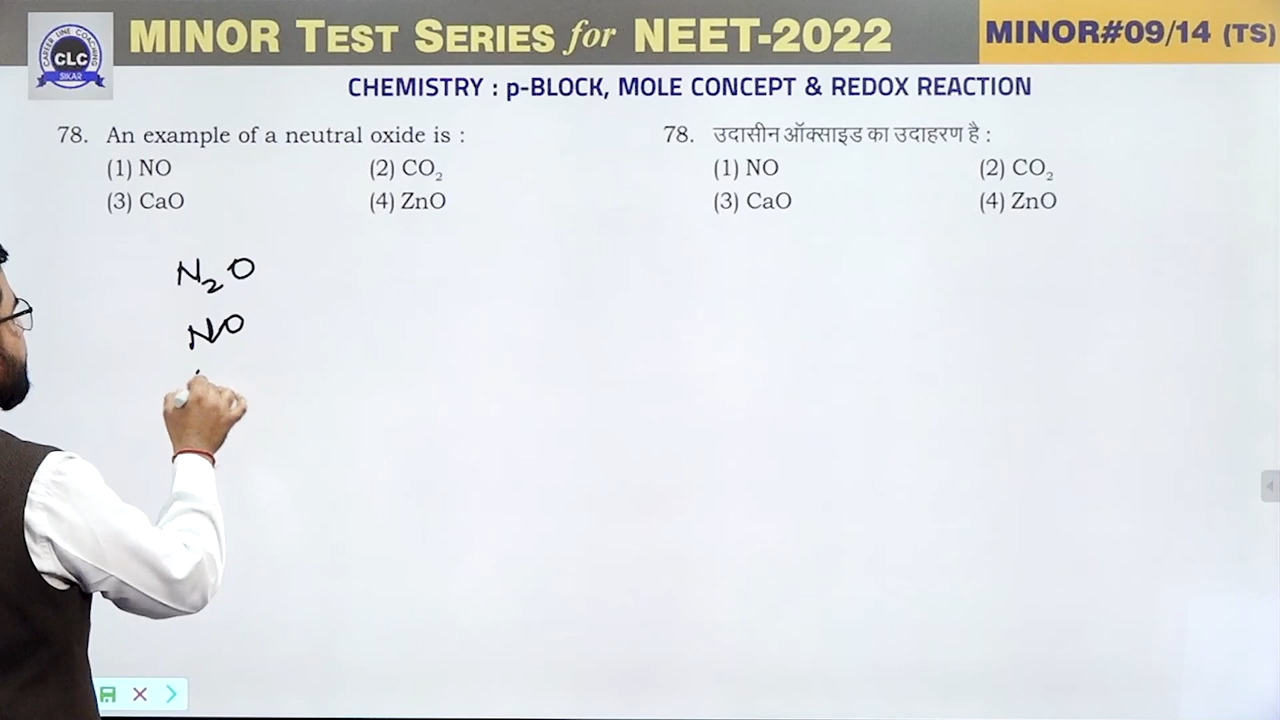 MINOR TEST SERIES for NEET-2022
MINOR#09/14 (TS)
CAREER LINE COACHING
CLC
SIKAR
CHEMISTRY : p-BLOCK, MOLE CONCEPT & REDOX REACTION
78. An example of a neutral oxide is :
(1) NO (2) CO₂
(3) CaO (4) ZnO
78. उदासीन ऑक्साइड का उदाहरण है :
(1) NO (2) CO₂
(3) CaO (4) ZnO
N₂O
NO